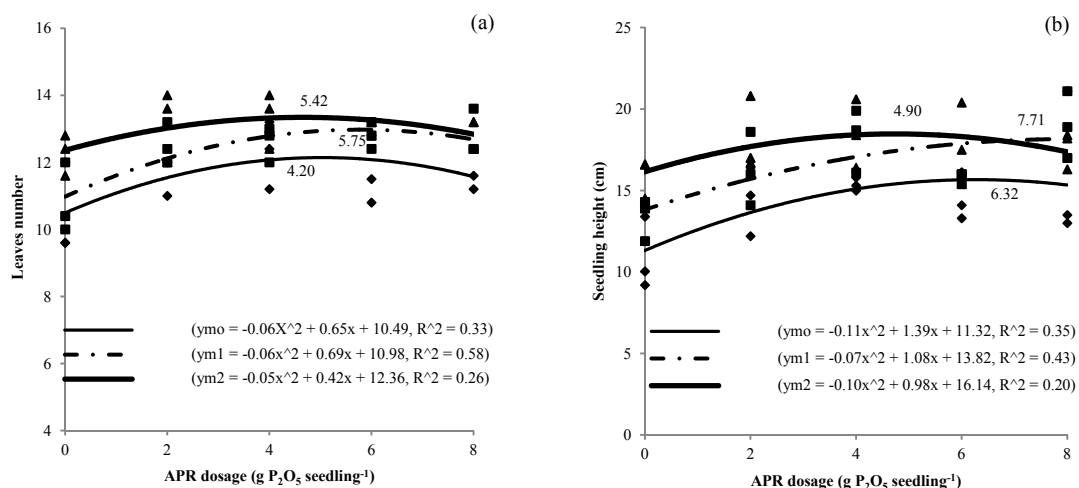 (a)
16
14
12
10
8
6
4
Leaves number
5.42
5.75
4.20
(ymo = -0.06X^2 + 0.65x + 10.49, R^2 = 0.33)
(ym1 = -0.06x^2 + 0.69x + 10.98, R^2 = 0.58)
(ym2 = -0.05x^2 + 0.42x + 12.36, R^2 = 0.26)
0 2 4 6 8
APR dosage (g P₂O₅ seedling⁻¹)
(b)
25
20
15
10
5
0
Seedling height (cm)
4.90
7.71
6.32
(ymo = -0.11x^2 + 1.39x + 11.32, R^2 = 0.35)
(ym1 = -0.07x^2 + 1.08x + 13.82, R^2 = 0.43)
(ym2 = -0.10x^2 + 0.98x + 16.14, R^2 = 0.20)
0 2 4 6 8
APR dosage (g P₂O₅ seedling⁻¹)